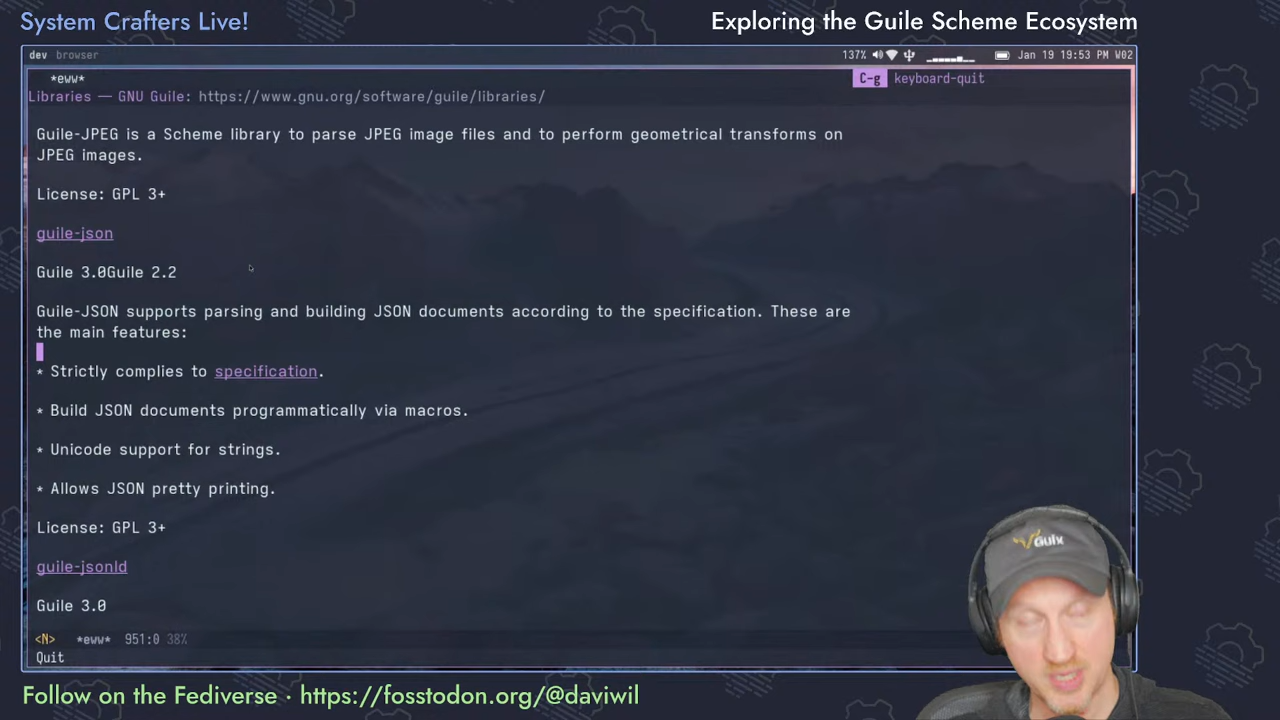 System Crafters Live!
Exploring the Guile Scheme Ecosystem
dev browser
137% Jan 19 19:53 PM W02
*eww*
C-g keyboard-quit
Libraries — GNU Guile: https://www.gnu.org/software/guile/libraries/
Guile-JPEG is a Scheme library to parse JPEG image files and to perform geometrical transforms on
JPEG images.
License: GPL 3+
guile-json
Guile 3.0Guile 2.2
Guile-JSON supports parsing and building JSON documents according to the specification. These are
the main features:
* Strictly complies to specification.
* Build JSON documents programmatically via macros.
* Unicode support for strings.
* Allows JSON pretty printing.
License: GPL 3+
guile-jsonld
Guile 3.0
<N> *eww* 951:0 38%
Quit
Guix
Follow on the Fediverse · https://fosstodon.org/@daviwil